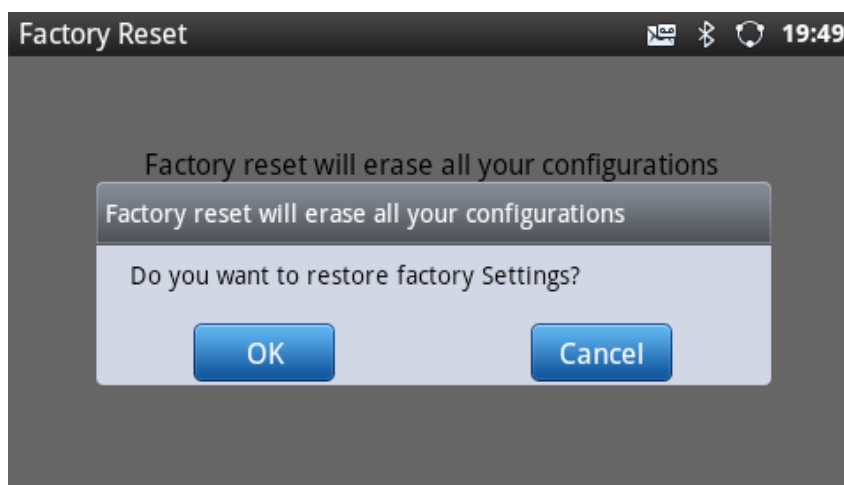 Factory Reset 19:49
Factory reset will erase all your configurations
Factory reset will erase all your configurations
Do you want to restore factory Settings?
OK Cancel